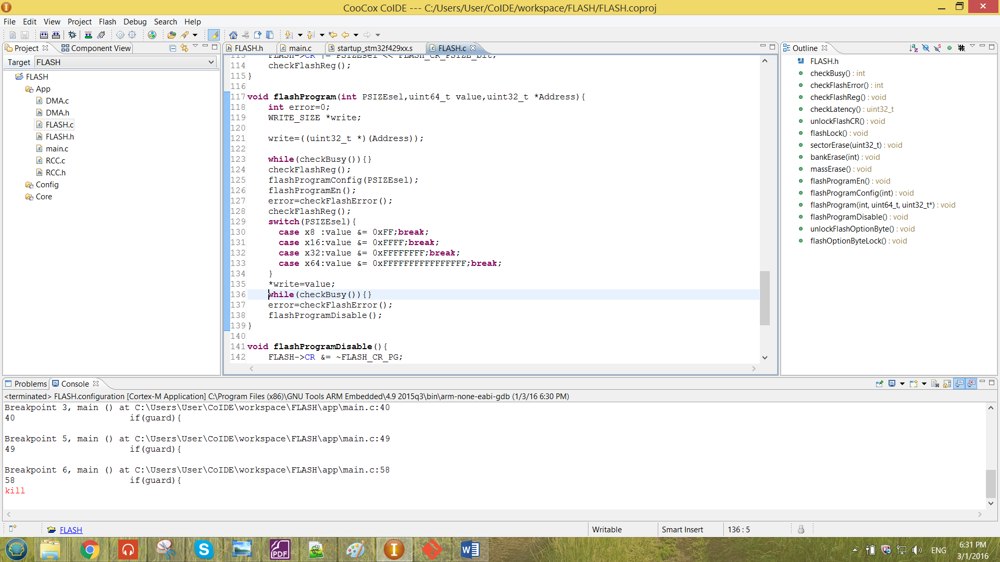 CooCox CoIDE --- C:/Users/User/CoIDE/workspace/FLASH/FLASH.coproj
File Edit View Project Flash Debug Search Help
Project Component View
Target FLASH
FLASH
App
DMA.c
DMA.h
FLASH.c
FLASH.h
main.c
RCC.c
RCC.h
Config
Core
FLASH.h main.c startup_stm32f429xx.s FLASH.c
113 FLASH->CR |= PSIZEsel << FLASH_CR_PSIZE_bit;
114 checkFlashReg();
115 }
116
117 void flashProgram(int PSIZEsel,uint64_t value,uint32_t *Address){
118 int error=0;
119 WRITE_SIZE *write;
120
121 write=((uint32_t *)(Address));
122
123 while(checkBusy()){}
124 checkFlashReg();
125 flashProgramConfig(PSIZEsel);
126 flashProgramEn();
127 error=checkFlashError();
128 checkFlashReg();
129 switch(PSIZEsel){
130 case x8 :value &= 0xFF;break;
131 case x16:value &= 0xFFFF;break;
132 case x32:value &= 0xFFFFFFFF;break;
133 case x64:value &= 0xFFFFFFFFFFFFFFFF;break;
134 }
135 *write=value;
136 while(checkBusy()){}
137 error=checkFlashError();
138 flashProgramDisable();
139 }
140
141 void flashProgramDisable(){
142 FLASH->CR &= ~FLASH_CR_PG;
Outline
FLASH.h
checkBusy() : int
checkFlashError() : int
checkFlashReg() : void
checkLatency() : uint32_t
unlockFlashCR() : void
flashLock() : void
sectorErase(uint32_t) : void
bankErase(int) : void
massErase() : void
flashProgramEn() : void
flashProgramConfig(int) : void
flashProgram(int, uint64_t, uint32_t*) : void
flashProgramDisable() : void
unlockFlashOptionByte() : void
flashOptionByteLock() : void
Problems Console
<terminated> FLASH.configuration [Cortex-M Application] C:\Program Files (x86)\GNU Tools ARM Embedded\4.9 2015q3\bin\arm-none-eabi-gdb (1/3/16 6:30 PM)
Breakpoint 3, main () at C:\Users\User\CoIDE\workspace\FLASH\app\main.c:40
40 if(guard){
Breakpoint 5, main () at C:\Users\User\CoIDE\workspace\FLASH\app\main.c:49
49 if(guard){
Breakpoint 6, main () at C:\Users\User\CoIDE\workspace\FLASH\app\main.c:58
58 if(guard){
kill
FLASH
Writable Smart Insert 136 : 5
PDF
ENG
6:31 PM
3/1/2016